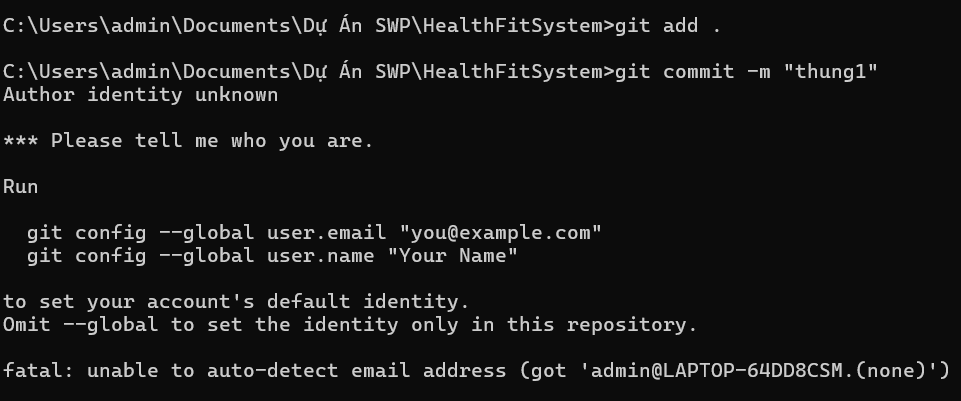 C:\Users\admin\Documents\Dự Án SWP\HealthFitSystem>git add .
C:\Users\admin\Documents\Dự Án SWP\HealthFitSystem>git commit -m "thung1"
Author identity unknown
*** Please tell me who you are.
Run
git config --global user.email "you@example.com"
git config --global user.name "Your Name"
to set your account's default identity.
Omit --global to set the identity only in this repository.
fatal: unable to auto-detect email address (got 'admin@LAPTOP-64DD8CSM.(none)')